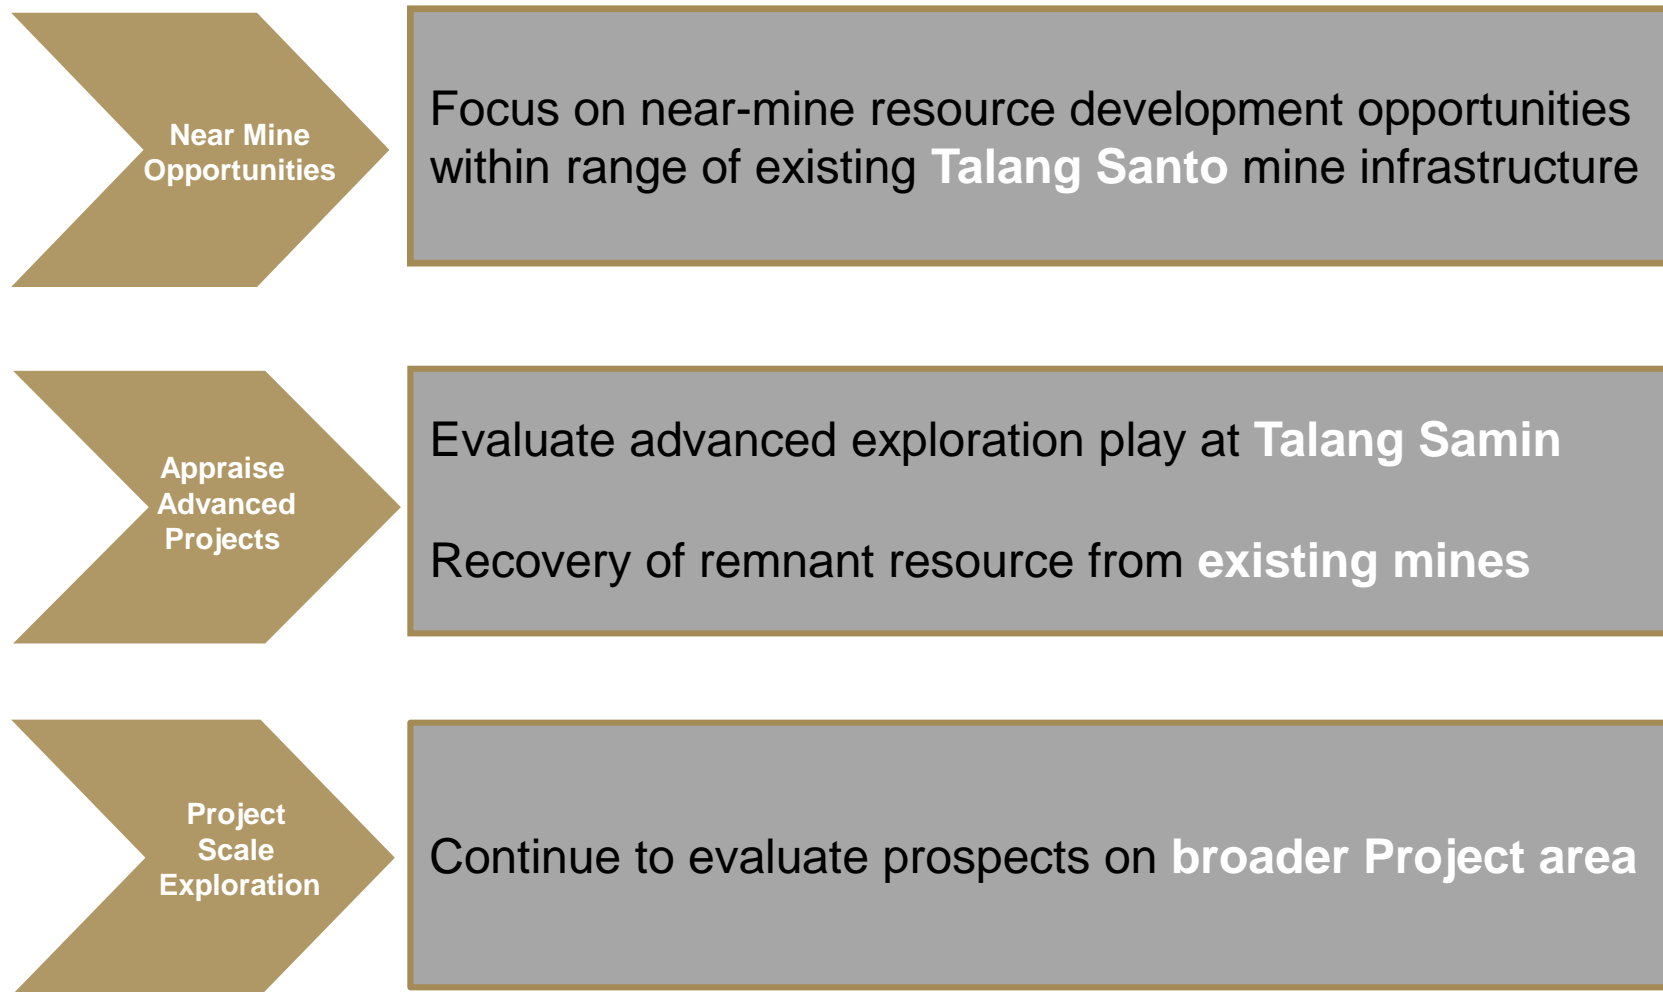 Near Mine
Opportunities
Focus on near-mine resource development opportunities
within range of existing Talang Santo mine infrastructure
Appraise
Advanced
Projects
Evaluate advanced exploration play at Talang Samin
Recovery of remnant resource from existing mines
Project
Scale
Exploration
Continue to evaluate prospects on broader Project area